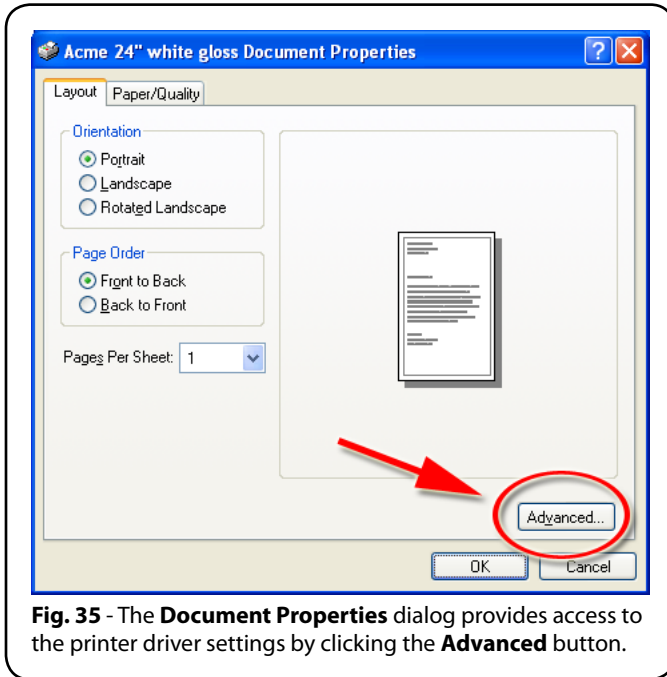 Acme 24" white gloss Document Properties
Layout Paper/Quality
Orientation
Portrait
Landscape
Rotated Landscape
Page Order
Front to Back
Back to Front
Pages Per Sheet: 1
Advanced...
OK Cancel
Fig. 35 - The Document Properties dialog provides access to
the printer driver settings by clicking the Advanced button.